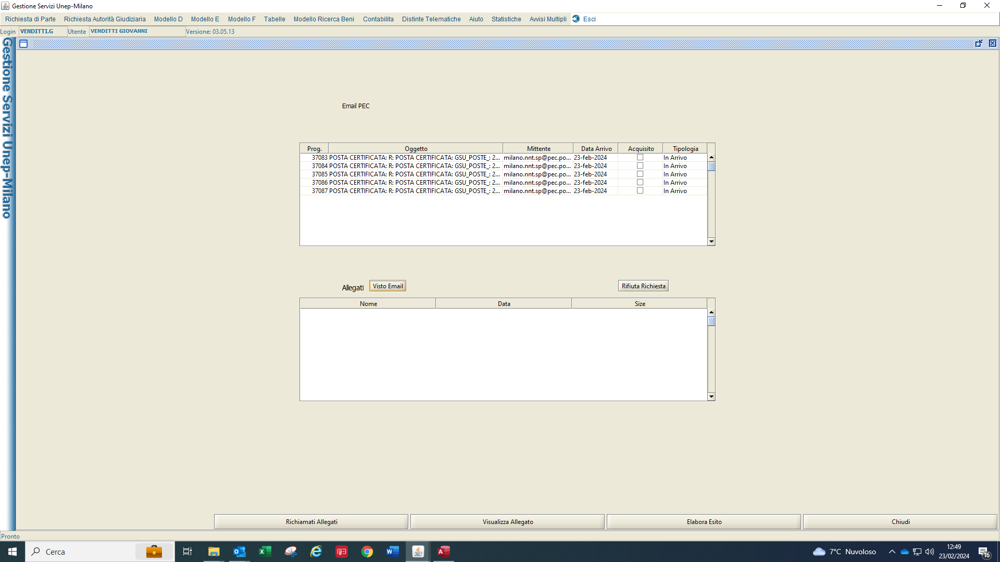 Gestione Servizi Unep-Milano
Richiesta di Parte Richiesta Autorità Giudiziaria Modello D Modello E Modello F Tabelle Modello Ricerca Beni Contabilita Distinte Telematiche Aiuto Statistiche Avvisi Multipli Esci
Login VENDITTI.G Utente VENDITTI GIOVANNI Versione: 03.05.13
Gestione Servizi Unep-Milano
Email PEC
Prog. Oggetto Mittente Data Arrivo Acquisito Tipologia
37083 POSTA CERTIFICATA: R: POSTA CERTIFICATA: GSU_POSTE_: 2... milano.nnt.sp@pec.po... 23-feb-2024 In Arrivo
37084 POSTA CERTIFICATA: R: POSTA CERTIFICATA: GSU_POSTE_: 2... milano.nnt.sp@pec.po... 23-feb-2024 In Arrivo
37085 POSTA CERTIFICATA: R: POSTA CERTIFICATA: GSU_POSTE_: 2... milano.nnt.sp@pec.po... 23-feb-2024 In Arrivo
37086 POSTA CERTIFICATA: R: POSTA CERTIFICATA: GSU_POSTE_: 2... milano.nnt.sp@pec.po... 23-feb-2024 In Arrivo
37087 POSTA CERTIFICATA: R: POSTA CERTIFICATA: GSU_POSTE_: 2... milano.nnt.sp@pec.po... 23-feb-2024 In Arrivo
Allegati Visto Email Rifiuta Richiesta
Nome Data Size
Richiamati Allegati Visualizza Allegato Elabora Esito Chiudi
Pronto
Cerca 7°C Nuvoloso 12:49
23/02/2024 16